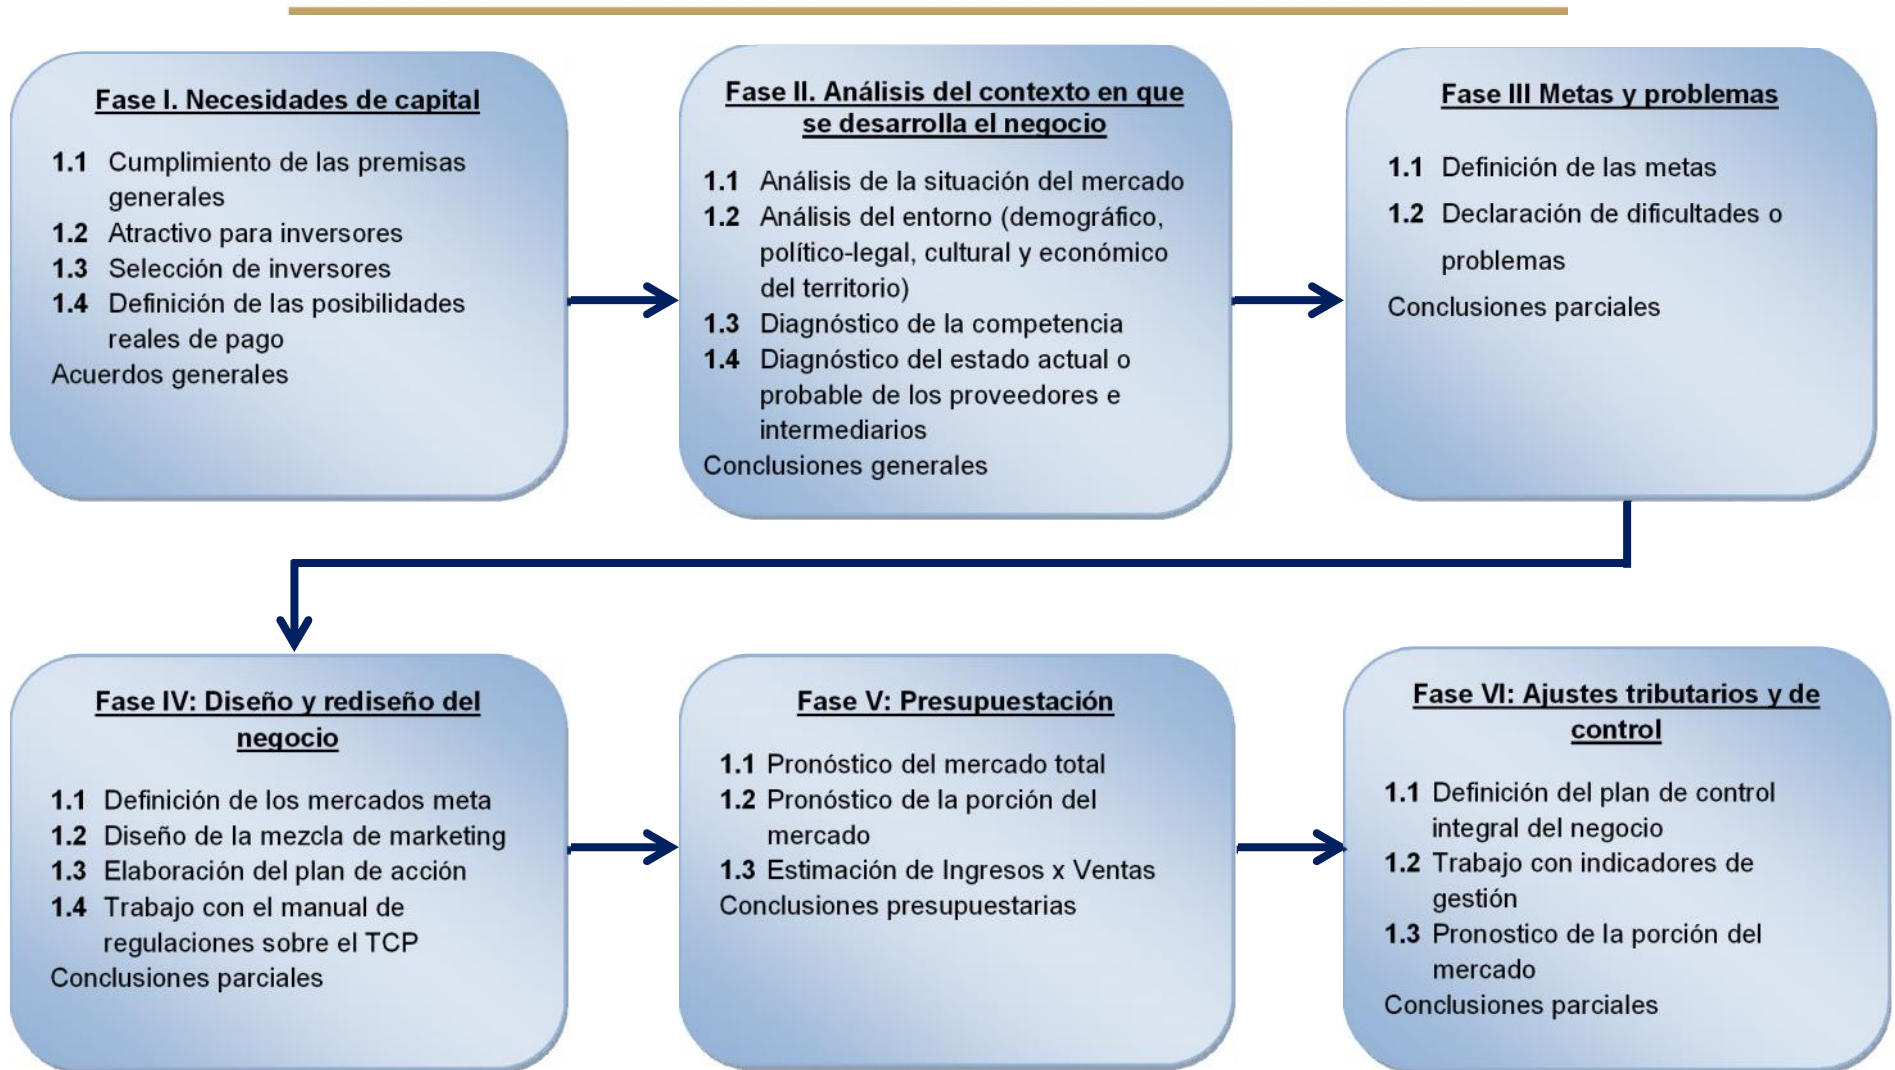 Fase I. Necesidades de capital
1.1 Cumplimiento de las premisas
generales
1.2 Atractivo para inversores
1.3 Selección de inversores
1.4 Definición de las posibilidades
reales de pago
Acuerdos generales
Fase II. Análisis del contexto en que
se desarrolla el negocio
1.1 Análisis de la situación del mercado
1.2 Análisis del entorno (demográfico,
político-legal, cultural y económico
del territorio)
1.3 Diagnóstico de la competencia
1.4 Diagnóstico del estado actual o
probable de los proveedores e
intermediarios
Conclusiones generales
Fase III Metas y problemas
1.1 Definición de las metas
1.2 Declaración de dificultades o
problemas
Conclusiones parciales
Fase IV: Diseño y rediseño del
negocio
1.1 Definición de los mercados meta
1.2 Diseño de la mezcla de marketing
1.3 Elaboración del plan de acción
1.4 Trabajo con el manual de
regulaciones sobre el TCP
Conclusiones parciales
Fase V: Presupuestación
1.1 Pronóstico del mercado total
1.2 Pronóstico de la porción del
mercado
1.3 Estimación de Ingresos x Ventas
Conclusiones presupuestarias
Fase VI: Ajustes tributarios y de
control
1.1 Definición del plan de control
integral del negocio
1.2 Trabajo con indicadores de
gestión
1.3 Pronostico de la porción del
mercado
Conclusiones parciales